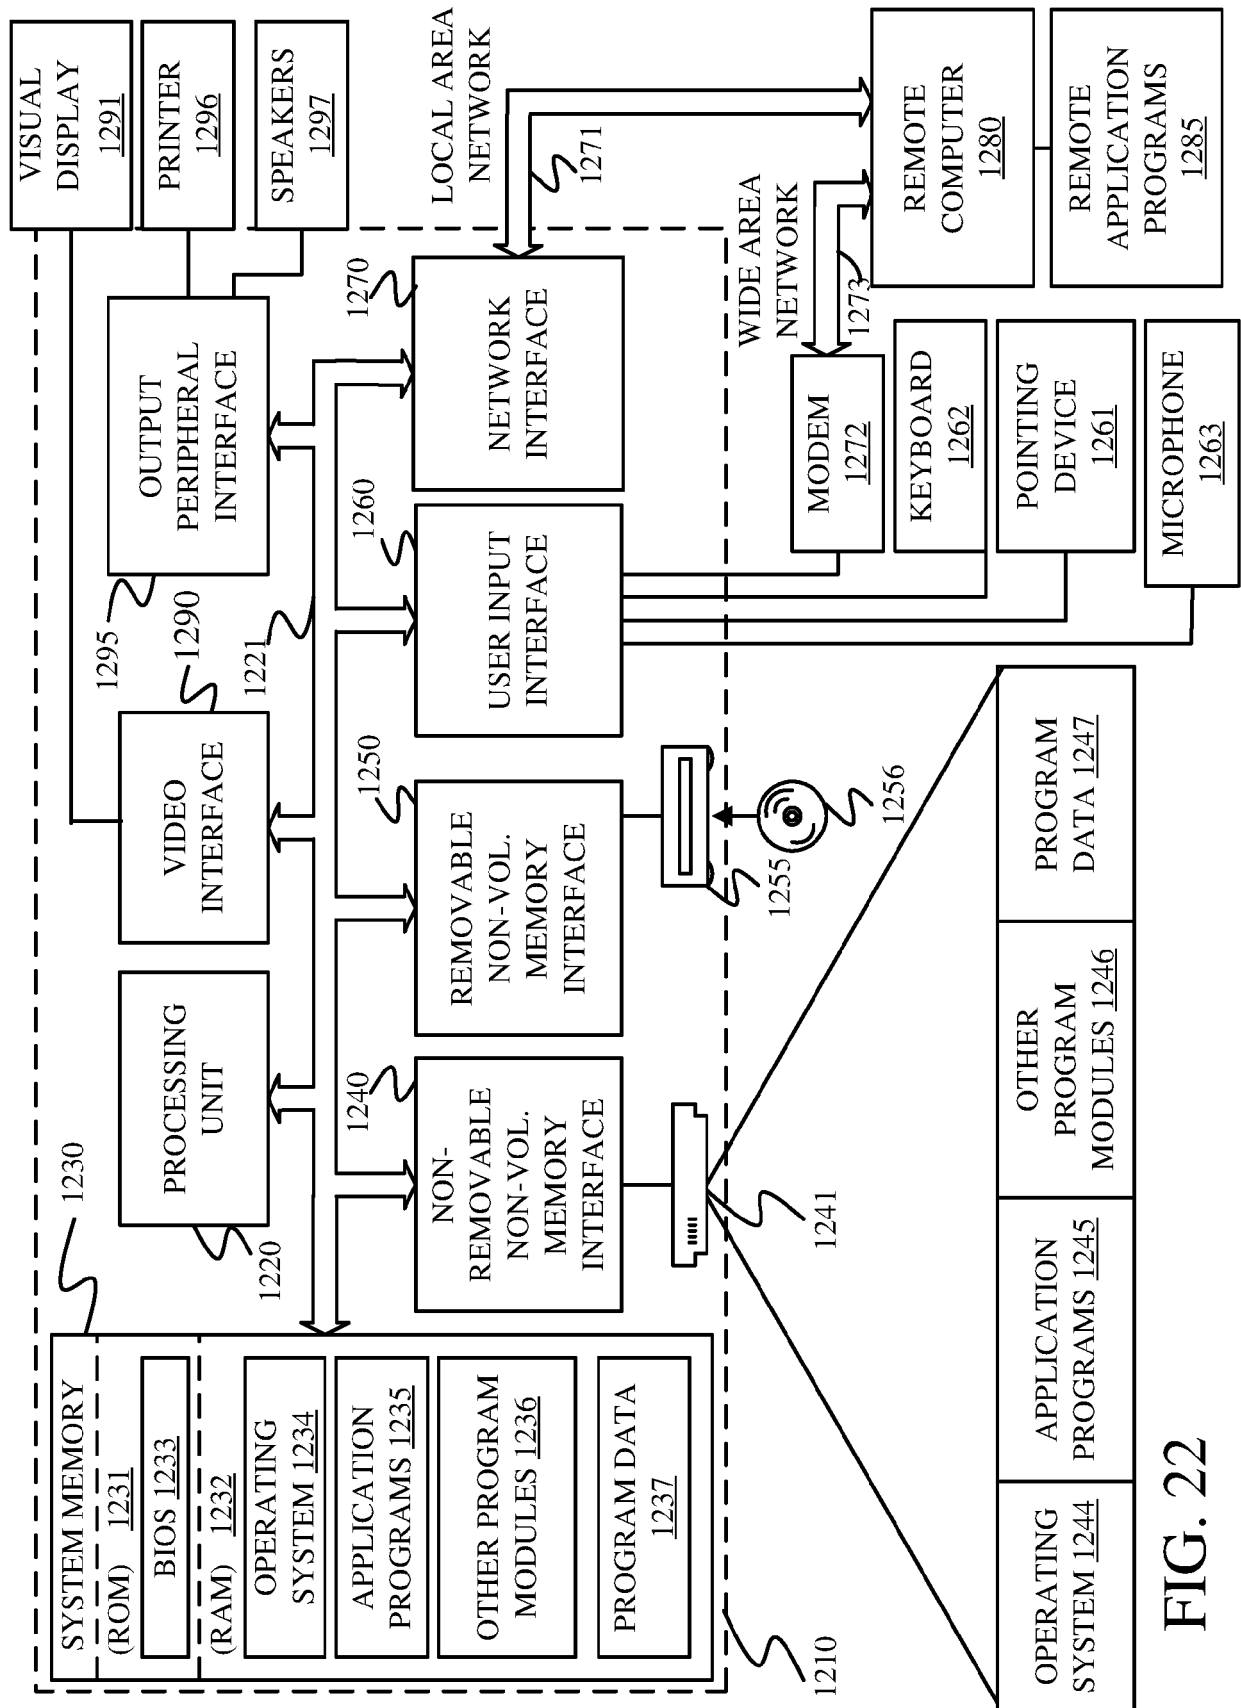 SYSTEM MEMORY
(ROM) 1231
BIOS 1233
(RAM) 1232
OPERATING
SYSTEM 1234
APPLICATION
PROGRAMS 1235
OTHER PROGRAM
MODULES 1236
PROGRAM DATA
1237
1210
1230
PROCESSING
UNIT
1220
VIDEO
INTERFACE
1290
OUTPUT
PERIPHERAL
INTERFACE
1295
1221
VISUAL
DISPLAY
1291
PRINTER
1296
SPEAKERS
1297
NON-
REMOVABLE
NON-VOL.
MEMORY
INTERFACE
1240
REMOVABLE
NON-VOL.
MEMORY
INTERFACE
1250
USER INPUT
INTERFACE
1260
NETWORK
INTERFACE
1270
LOCAL AREA
NETWORK
1271
WIDE AREA
NETWORK
1273
MODEM
1272
KEYBOARD
1262
POINTING
DEVICE
1261
MICROPHONE
1263
REMOTE
COMPUTER
1280
REMOTE
APPLICATION
PROGRAMS
1285
1241
1255
1256
OPERATING
SYSTEM 1244
APPLICATION
PROGRAMS 1245
OTHER
PROGRAM
MODULES 1246
PROGRAM
DATA 1247
FIG. 22